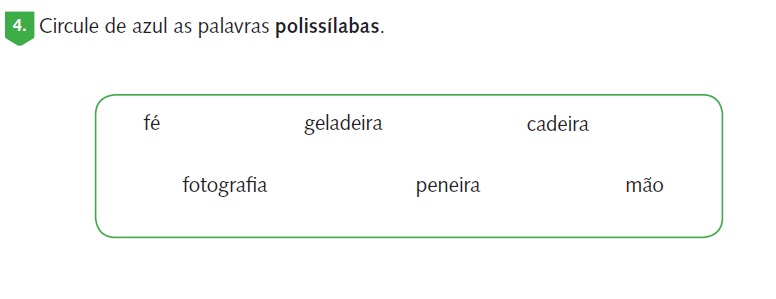 4. Circule de azul as palavras polissílabas.
fé geladeira cadeira
fotografia peneira mão